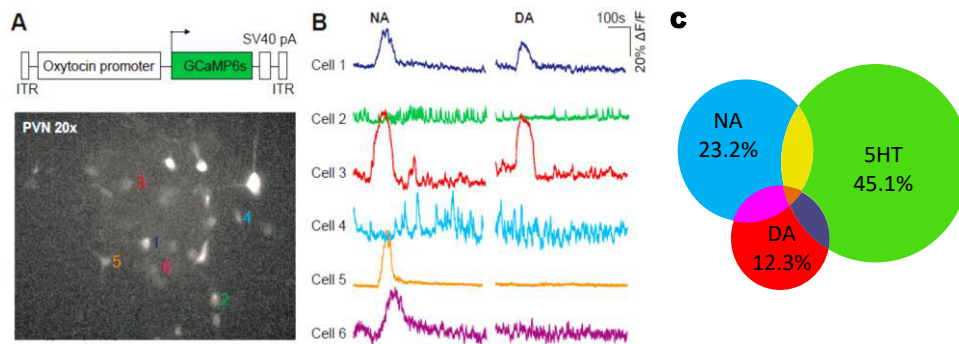 A
SV40 pA
Oxytocin promoter GCaMP6s
ITR ITR
PVN 20x
3
4
1
5
6
2
B
NA DA 100s
20% ΔF/F
Cell 1
Cell 2
Cell 3
Cell 4
Cell 5
Cell 6
C
NA
23.2%
5HT
45.1%
DA
12.3%